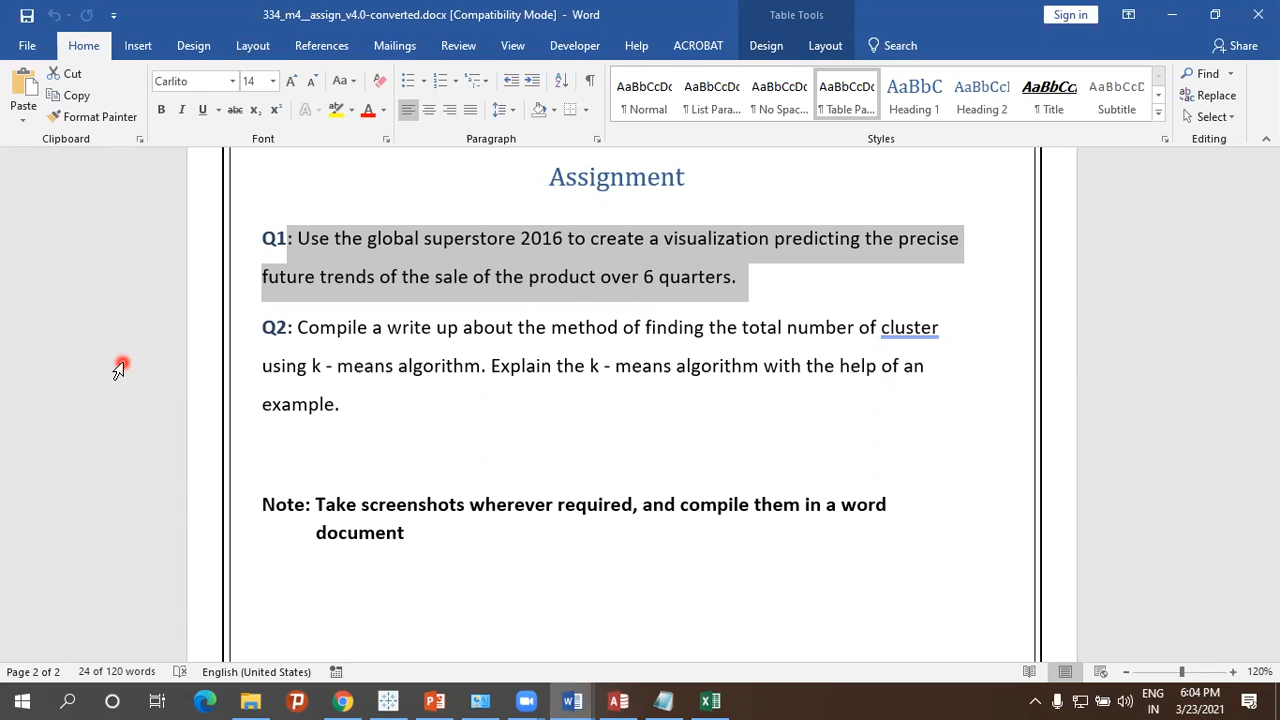 334_m4__assign_v4.0-converted.docx [Compatibility Mode] - Word
Table Tools
Sign in
File Home Insert Design Layout References Mailings Review View Developer Help ACROBAT Design Layout Search Share
Paste
Cut
Copy
Format Painter
Clipboard
Carlito 14
Font
Paragraph
AaBbCcDc AaBbCcDc AaBbCcDc AaBbCcDc AaBbC AaBbCcI AaBbCc AaBbCcD
¶ Normal ¶ List Para... ¶ No Spac... ¶ Table Pa... Heading 1 Heading 2 ¶ Title Subtitle
Styles
Find
Replace
Select
Editing
Assignment
Q1: Use the global superstore 2016 to create a visualization predicting the precise
future trends of the sale of the product over 6 quarters.
Q2: Compile a write up about the method of finding the total number of cluster
using k - means algorithm. Explain the k - means algorithm with the help of an
example.
Note: Take screenshots wherever required, and compile them in a word
document
Page 2 of 2 24 of 120 words English (United States) 120%
ENG
IN
6:04 PM
3/23/2021